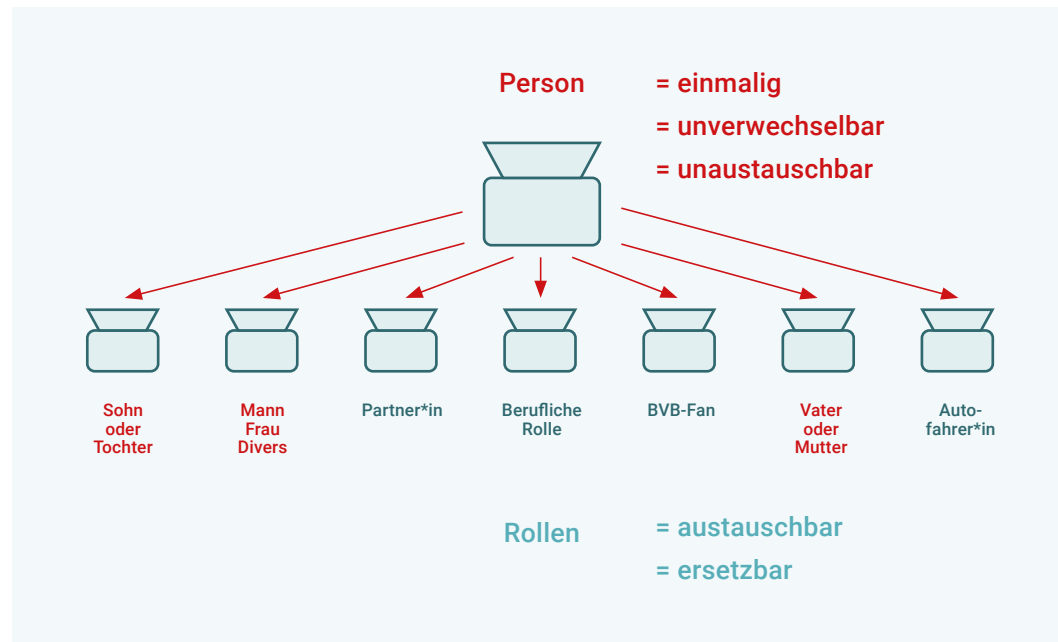 Person = einmalig
= unverwechselbar
= unaustauschbar
Sohn
oder
Tochter
Mann
Frau
Divers
Partner*in
Berufliche
Rolle
BVB-Fan
Vater
oder
Mutter
Auto-
fahrer*in
Rollen = austauschbar
= ersetzbar